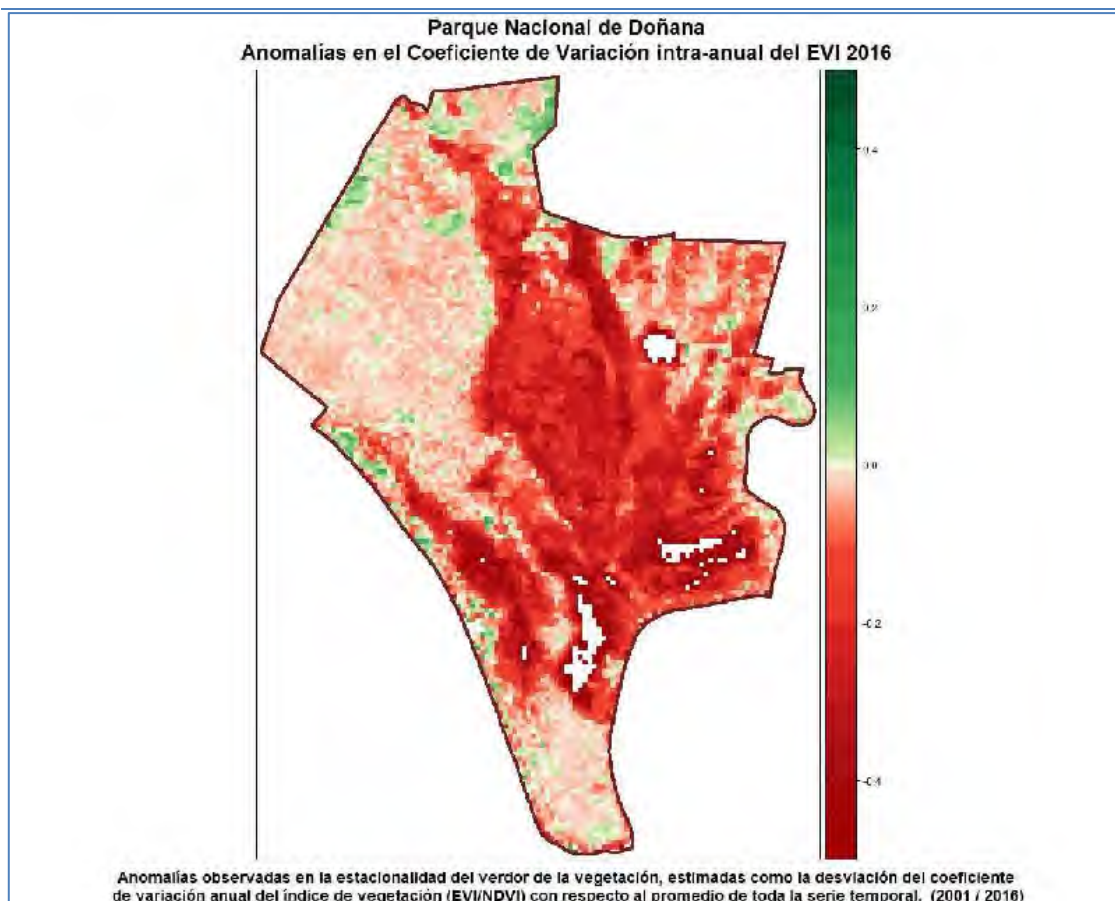 Parque Nacional de Doñana
Anomalías en el Coeficiente de Variación intra-anual del EVI 2016
0.4
0.2
0.0
-0.2
-0.4
Anomalías observadas en la estacionalidad del verdor de la vegetación, estimadas como la desviación del coeficiente
de variación anual del índice de vegetación (EVI/NDVI) con respecto al promedio de toda la serie temporal. (2001 / 2016)